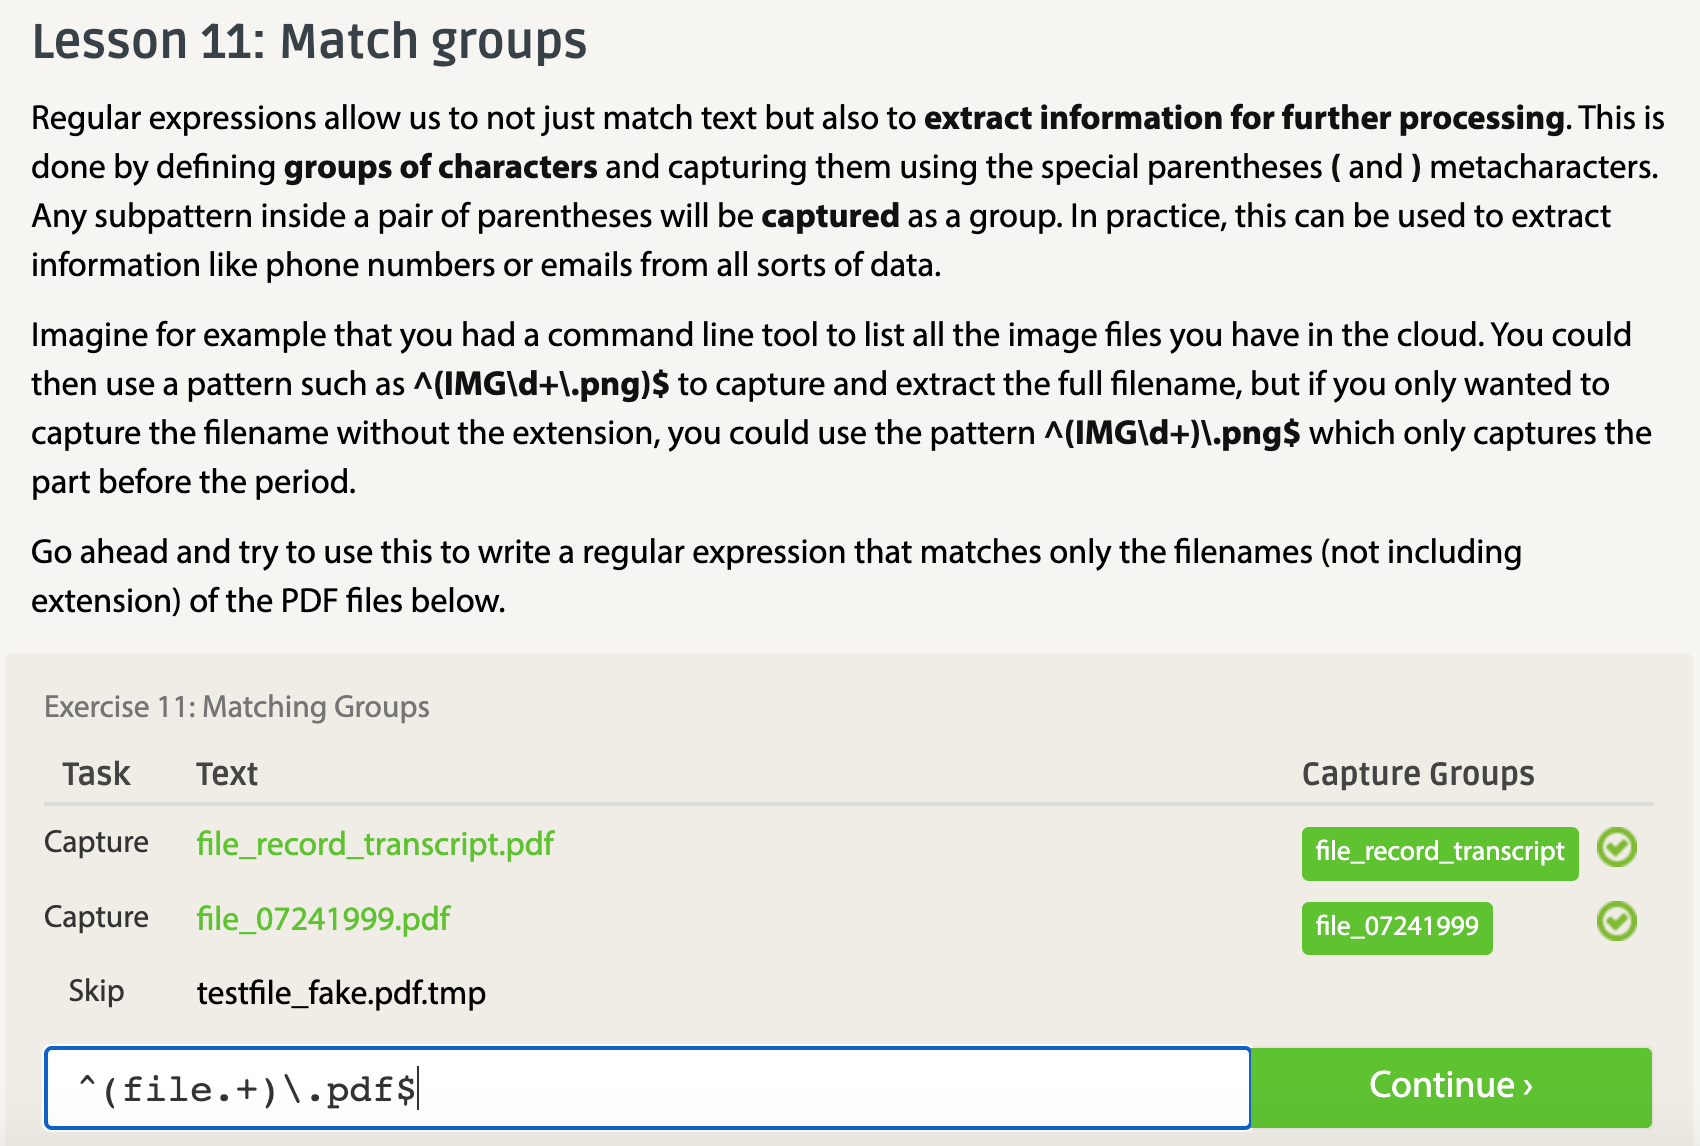 Lesson 11: Match groups
Regular expressions allow us to not just match text but also to extract information for further processing. This is
done by defining groups of characters and capturing them using the special parentheses ( and ) metacharacters.
Any subpattern inside a pair of parentheses will be captured as a group. In practice, this can be used to extract
information like phone numbers or emails from all sorts of data.
Imagine for example that you had a command line tool to list all the image files you have in the cloud. You could
then use a pattern such as ^(IMG\d+\.png)$ to capture and extract the full filename, but if you only wanted to
capture the filename without the extension, you could use the pattern ^(IMG\d+)\.png$ which only captures the
part before the period.
Go ahead and try to use this to write a regular expression that matches only the filenames (not including
extension) of the PDF files below.
Exercise 11: Matching Groups
Task Text Capture Groups
Capture file_record_transcript.pdf file_record_transcript
Capture file_07241999.pdf file_07241999
Skip testfile_fake.pdf.tmp
^(file.+)\.pdf$ Continue ›